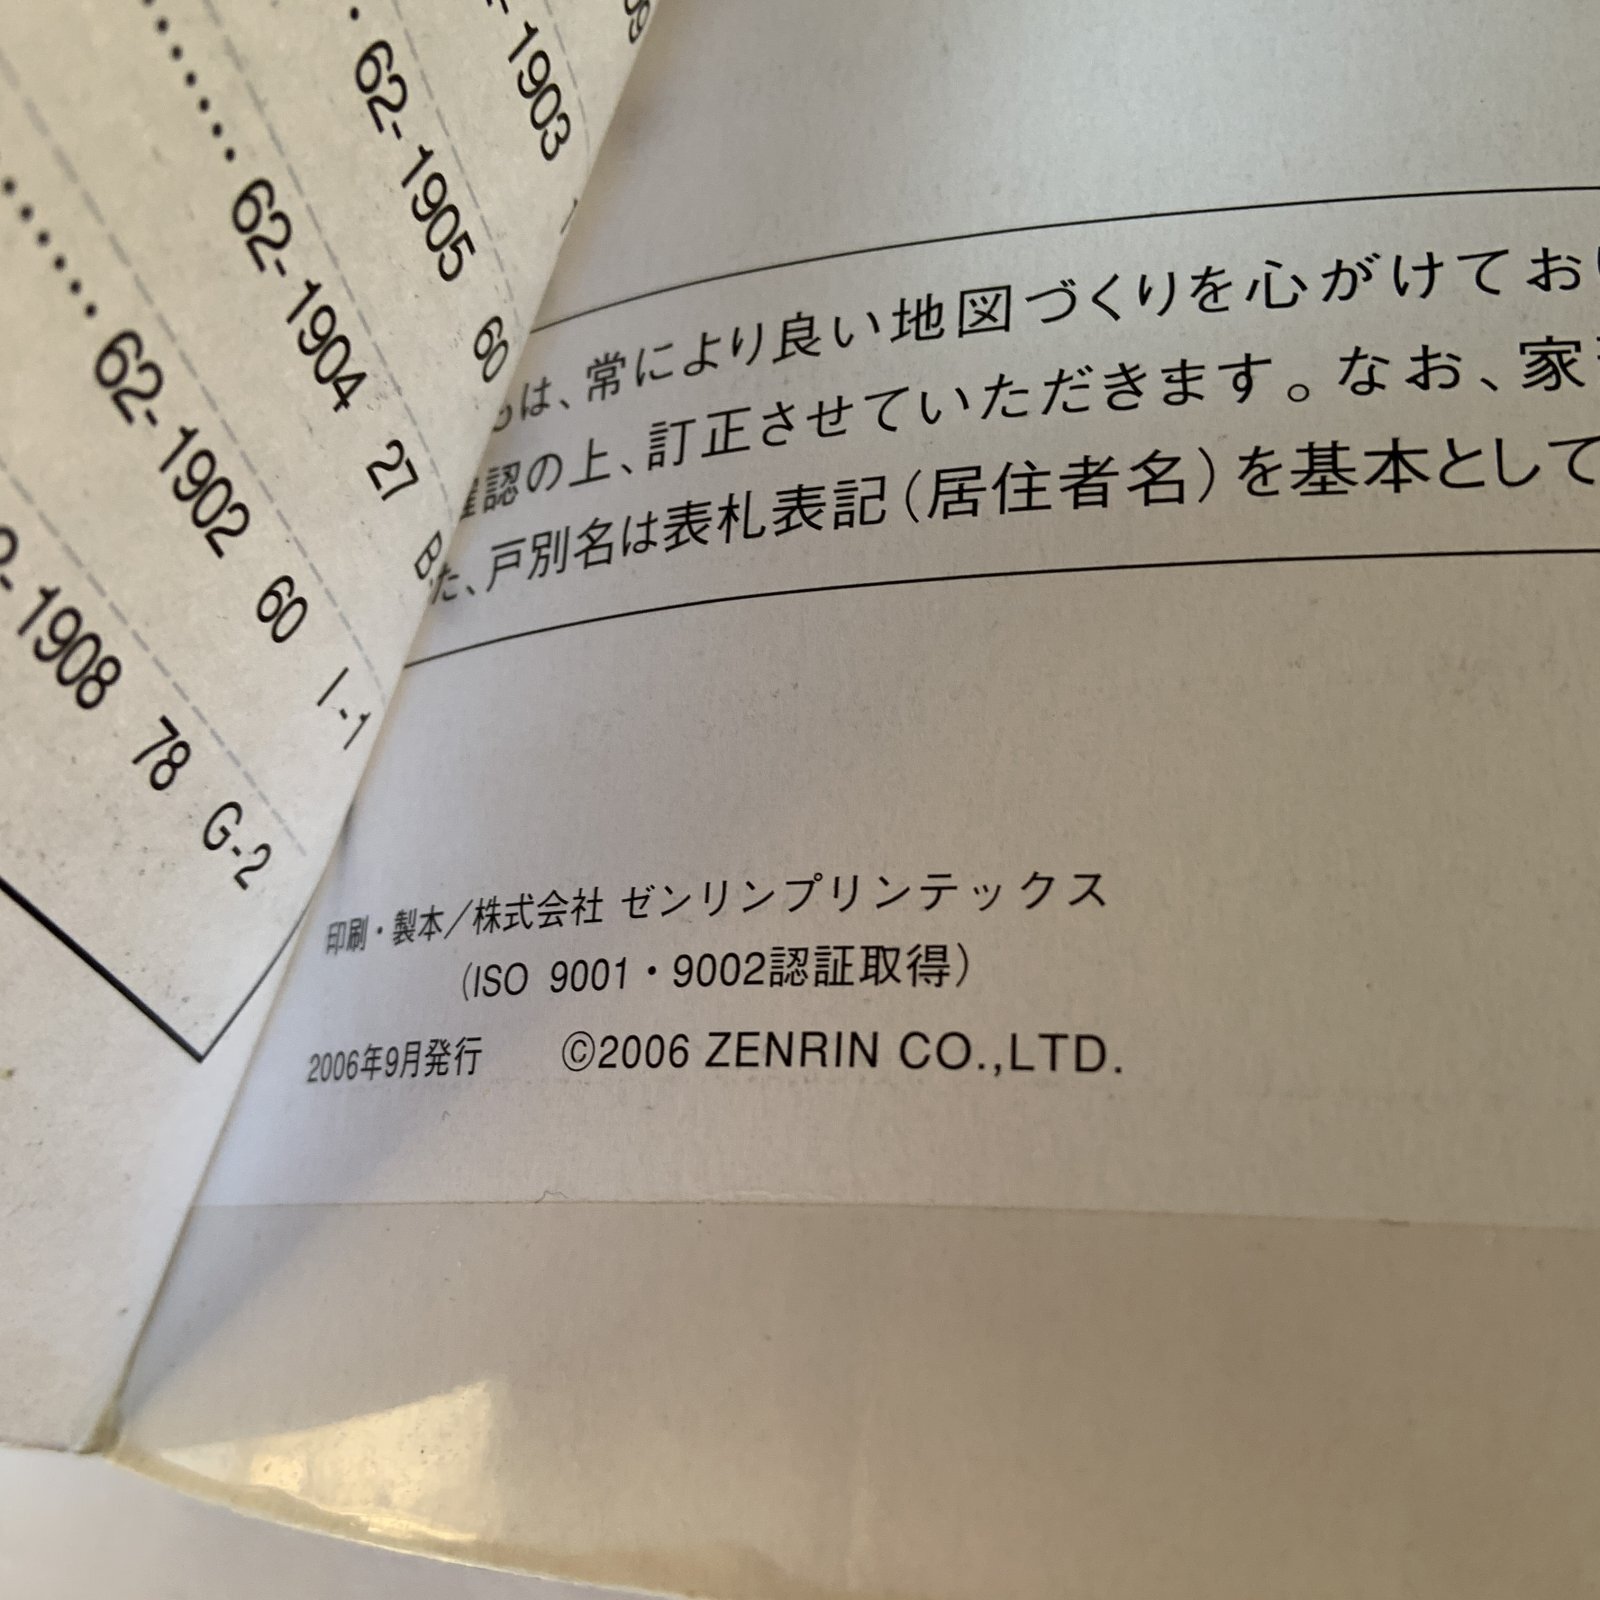 -1903
62-1905 60
62-1904 27 B
62-1902 60 I-1
-1908 78 G-2
は、常により良い地図づくりを心がけてお
認の上、訂正させていただきます。なお、家
た、戸別名は表札表記(居住者名)を基本として
印刷・製本/株式会社 ゼンリンプリンテックス
(ISO 9001・9002認証取得)
2006年9月発行 ©2006 ZENRIN CO.,LTD.